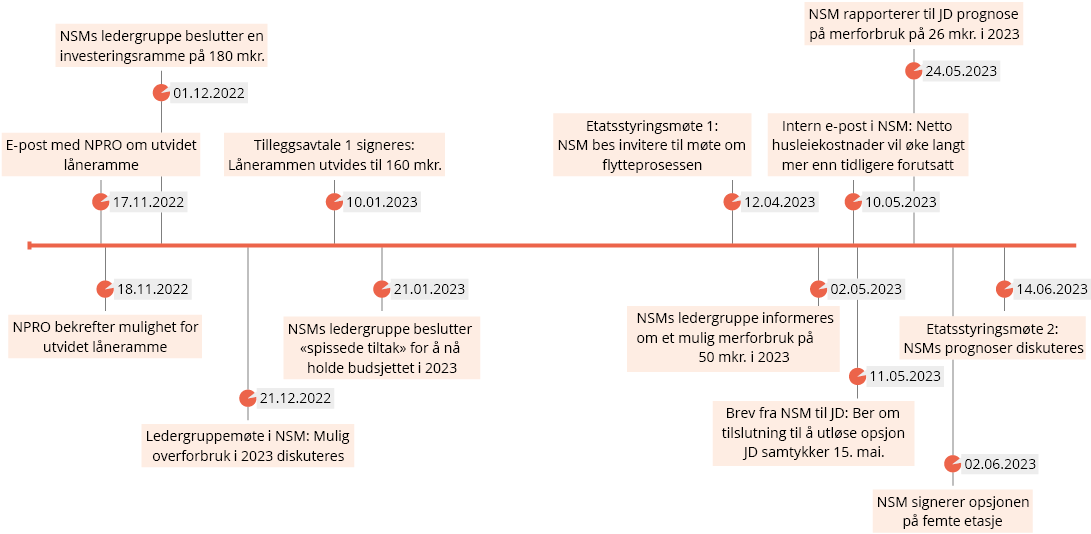 NSMs ledergruppe beslutter en
investeringsramme på 180 mkr.
01.12.2022
E-post med NPRO om utvidet
låneramme
17.11.2022
Tilleggsavtale 1 signeres:
Lånerammen utvides til 160 mkr.
10.01.2023
Etatsstyringsmøte 1:
NSM bes invitere til møte om
flytteprosessen
12.04.2023
NSM rapporterer til JD prognose
på merforbruk på 26 mkr. i 2023
24.05.2023
Intern e-post i NSM: Netto
husleiekostnader vil øke langt
mer enn tidligere forutsatt
10.05.2023
18.11.2022
NPRO bekrefter mulighet for
utvidet låneramme
21.12.2022
Ledergruppemøte i NSM: Mulig
overforbruk i 2023 diskuteres
21.01.2023
NSMs ledergruppe beslutter
«spissede tiltak» for å nå
holde budsjettet i 2023
02.05.2023
NSMs ledergruppe informeres
om et mulig merforbruk på
50 mkr. i 2023
11.05.2023
Brev fra NSM til JD: Ber om
tilslutning til å utløse opsjon
JD samtykker 15. mai.
02.06.2023
NSM signerer opsjonen
på femte etasje
14.06.2023
Etatsstyringsmøte 2:
NSMs prognoser diskuteres